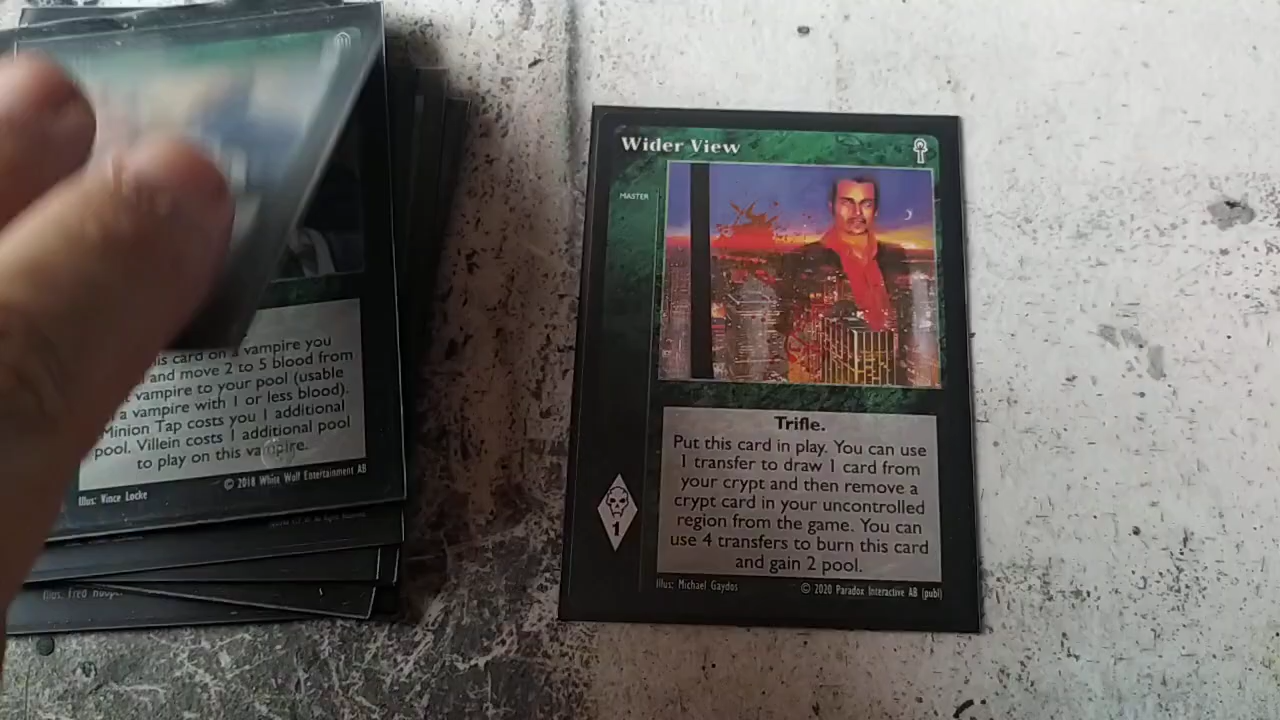 is card on a vampire you
and move 2 to 5 blood from
vampire to your pool (usable
a vampire with 1 or less blood).
Minion Tap costs you 1 additional
pool. Villein costs 1 additional pool
to play on this vampire.
Illus: Vince Locke © 2018 White Wolf Entertainment AB
Illus: Fred Hooper
Wider View
MASTER
Trifle.
Put this card in play. You can use
1 transfer to draw 1 card from
your crypt and then remove a
crypt card in your uncontrolled
region from the game. You can
use 4 transfers to burn this card
and gain 2 pool.
1
Illus: Michael Gaydos © 2020 Paradox Interactive AB (publ)